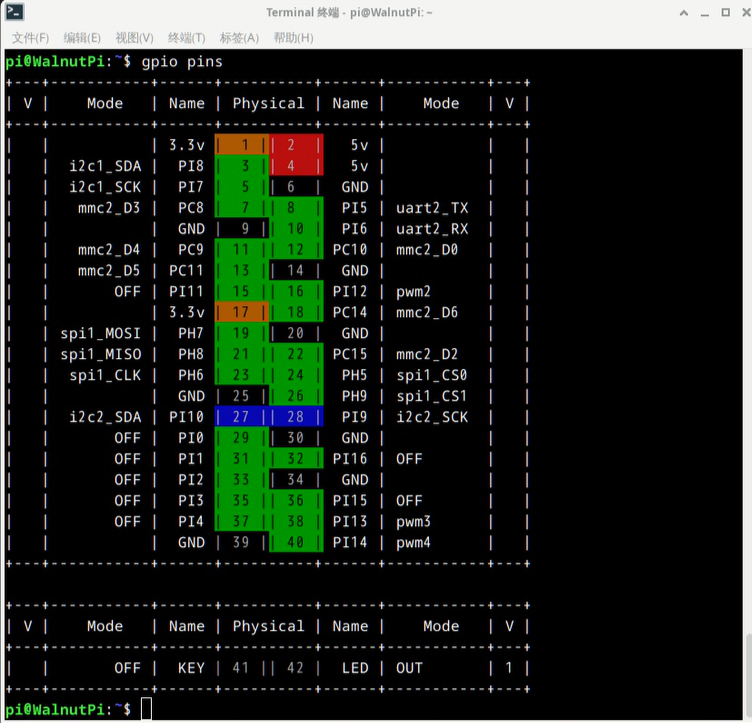 Terminal 终端 - pi@WalnutPi: ~
文件(F) 编辑(E) 视图(V) 终端(T) 标签(A) 帮助(H)
pi@WalnutPi:~$ gpio pins
+---+----------+------+----------+------+----------+---+
| V | Mode | Name | Physical | Name | Mode | V |
+---+----------+------+----------+------+----------+---+
| | | 3.3v | 1 || 2 | 5v | | |
| | i2c1_SDA | PI8 | 3 || 4 | 5v | | |
| | i2c1_SCK | PI7 | 5 || 6 | GND | | |
| | mmc2_D3 | PC8 | 7 || 8 | PI5 | uart2_TX | |
| | | GND | 9 || 10 | PI6 | uart2_RX | |
| | mmc2_D4 | PC9 | 11 || 12 | PC10 | mmc2_D0 | |
| | mmc2_D5 | PC11 | 13 || 14 | GND | | |
| | OFF | PI11 | 15 || 16 | PI12 | pwm2 | |
| | | 3.3v | 17 || 18 | PC14 | mmc2_D6 | |
| | spi1_MOSI | PH7 | 19 || 20 | GND | | |
| | spi1_MISO | PH8 | 21 || 22 | PC15 | mmc2_D2 | |
| | spi1_CLK | PH6 | 23 || 24 | PH5 | spi1_CS0 | |
| | | GND | 25 || 26 | PH9 | spi1_CS1 | |
| | i2c2_SDA | PI10 | 27 || 28 | PI9 | i2c2_SCK | |
| | OFF | PI0 | 29 || 30 | GND | | |
| | OFF | PI1 | 31 || 32 | PI16 | OFF | |
| | OFF | PI2 | 33 || 34 | GND | | |
| | OFF | PI3 | 35 || 36 | PI15 | OFF | |
| | OFF | PI4 | 37 || 38 | PI13 | pwm3 | |
| | | GND | 39 || 40 | PI14 | pwm4 | |
+---+----------+------+----------+------+----------+---+
+---+----------+------+----------+------+----------+---+
| V | Mode | Name | Physical | Name | Mode | V |
+---+----------+------+----------+------+----------+---+
| | OFF | KEY | 41 || 42 | LED | OUT | 1 |
+---+----------+------+----------+------+----------+---+
pi@WalnutPi:~$